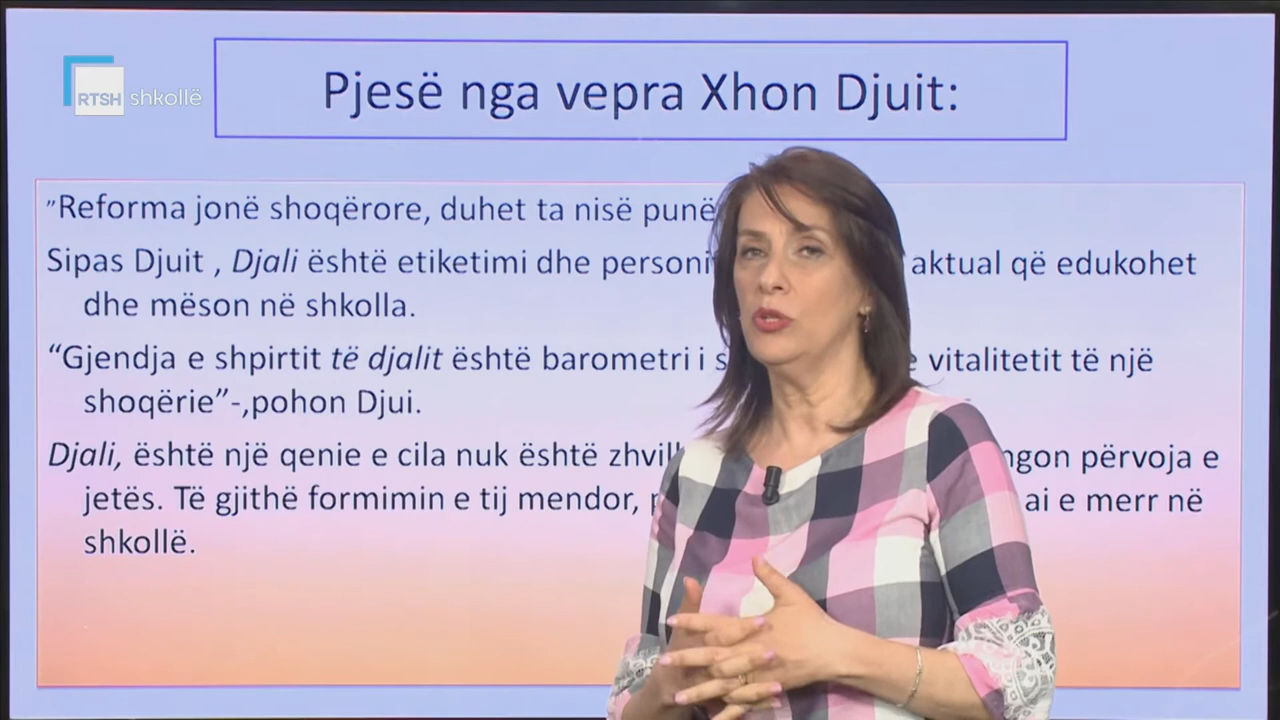 RTSH shkollë
Pjesë nga vepra Xhon Djuit:
”Reforma jonë shoqërore, duhet ta nisë punë
Sipas Djuit , Djali është etiketimi dhe personi aktual që edukohet
dhe mëson në shkolla.
“Gjendja e shpirtit të djalit është barometri i vitalitetit të një
shoqërie”-,pohon Djui.
Djali, është një qenie e cila nuk është përvoja e
jetës. Të gjithë formimin e tij mendor, ai e merr në
shkollë.